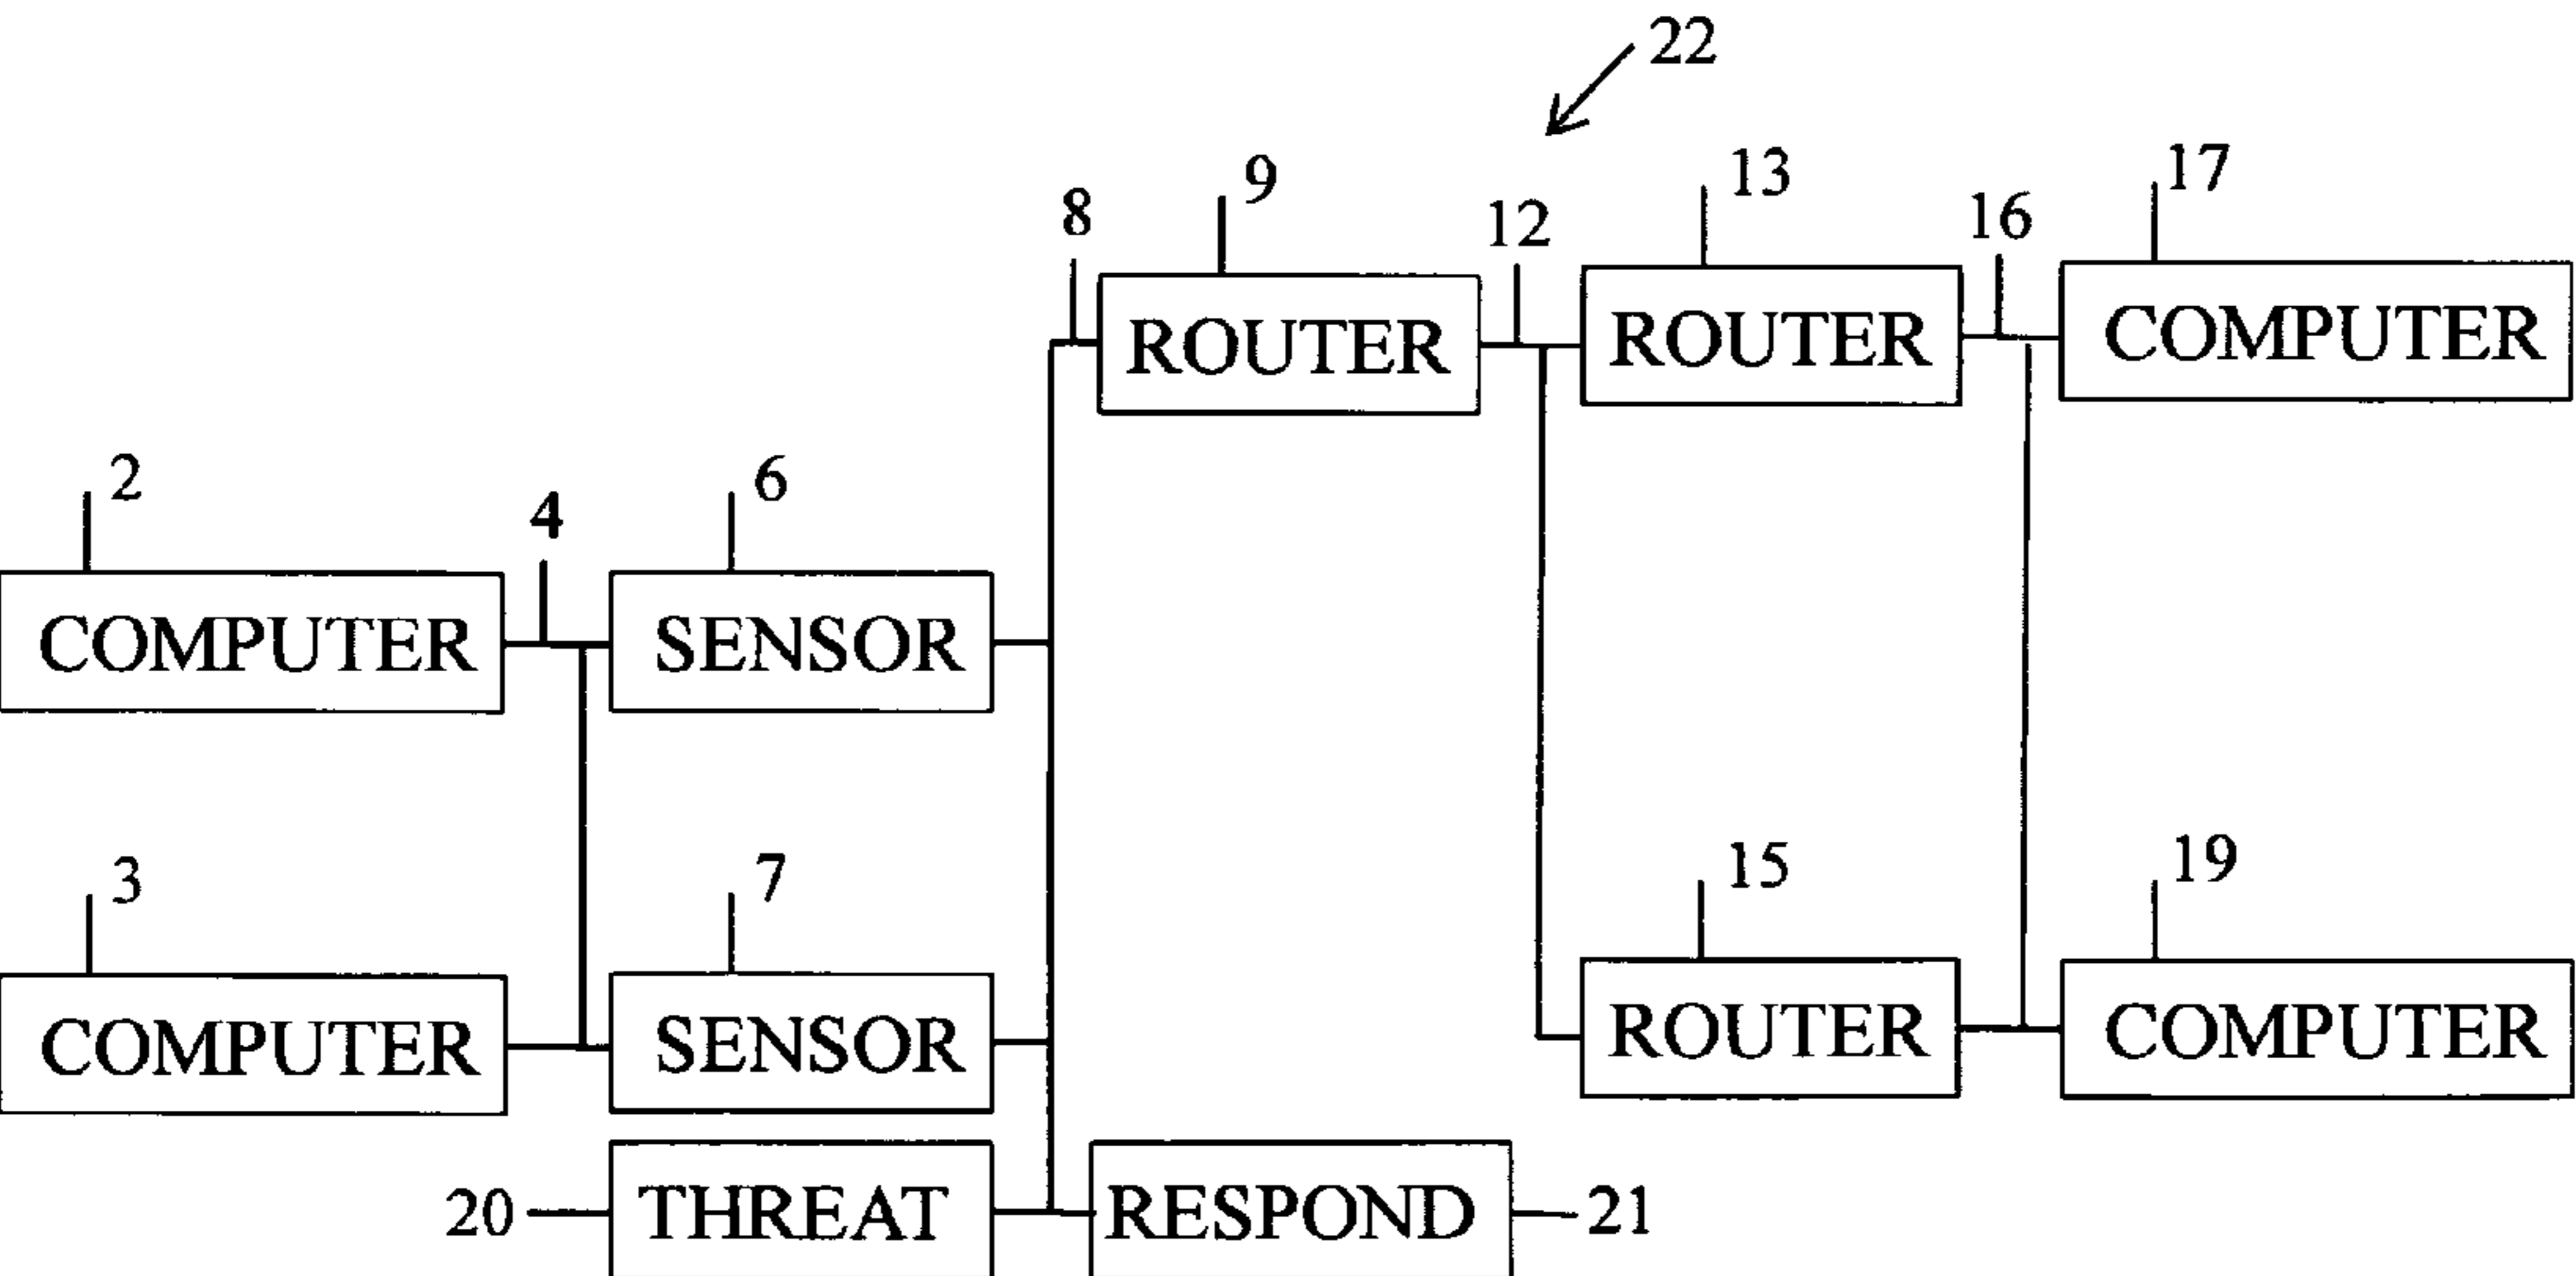 22
9
13
17
8
12
16
ROUTER
ROUTER
COMPUTER
2
4
6
COMPUTER
SENSOR
3
7
15
19
COMPUTER
SENSOR
ROUTER
COMPUTER
20
THREAT
RESPOND
21